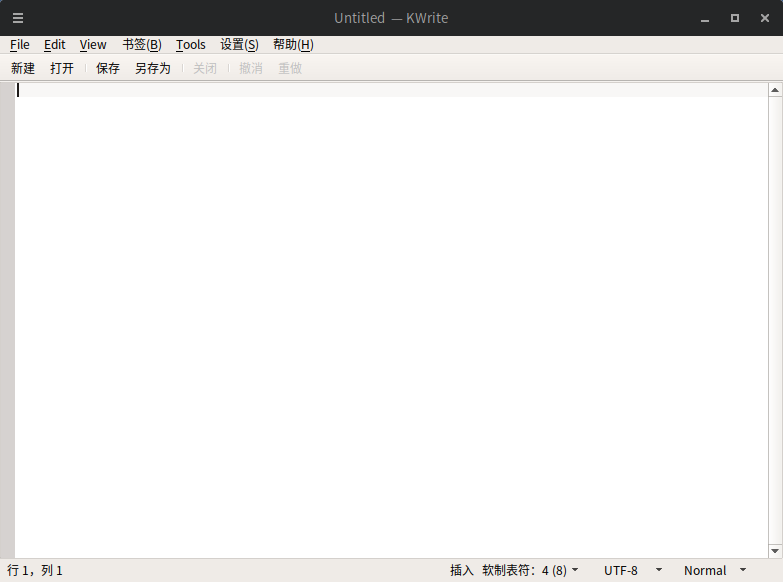 Untitled — KWrite
File Edit View 书签(B) Tools 设置(S) 帮助(H)
新建 打开 保存 另存为 关闭 撤消 重做
行 1，列 1 插入 软制表符：4 (8) UTF-8 Normal